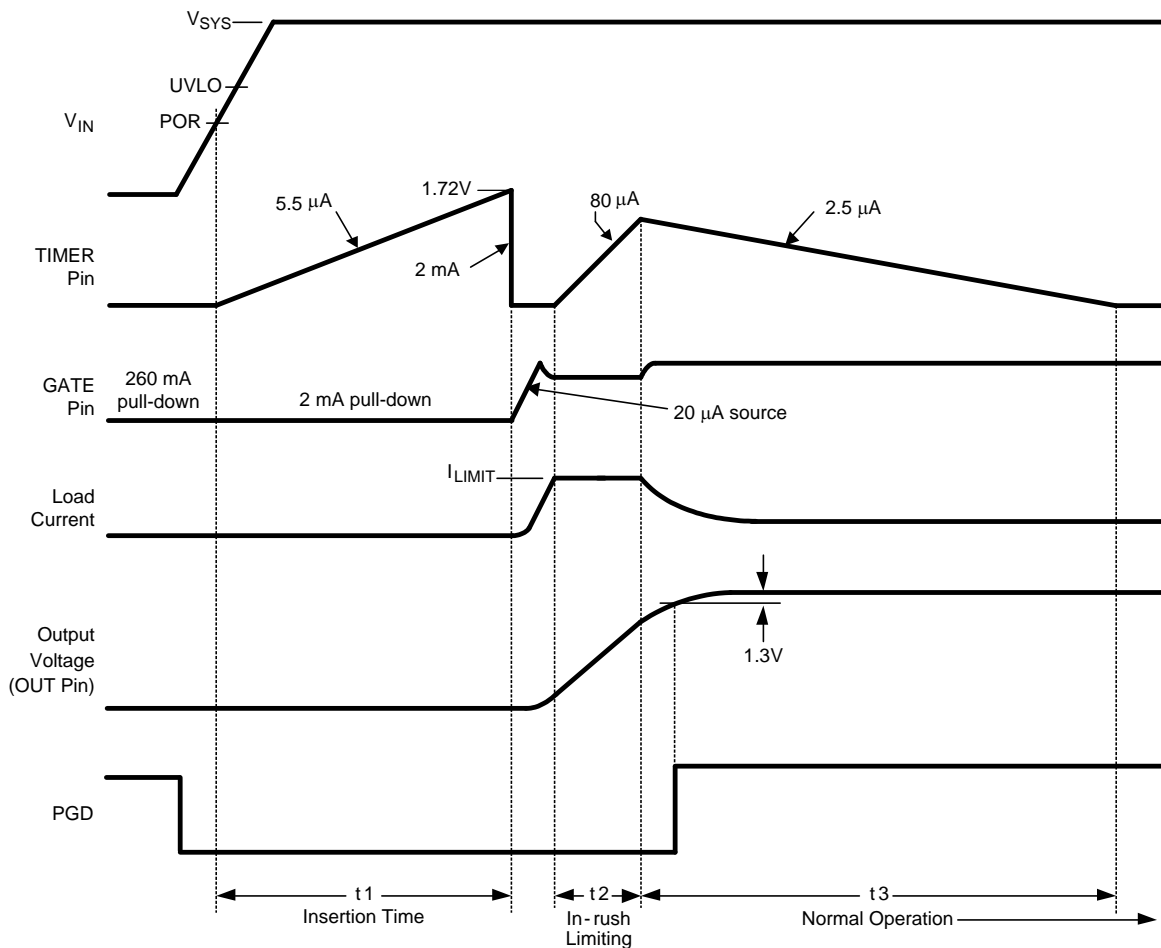 VSYS
UVLO
POR
VIN
1.72V
5.5 μA
80 μA
2.5 μA
2 mA
TIMER
Pin
GATE
Pin
260 mA
pull-down
2 mA pull-down
20 μA source
ILIMIT
Load
Current
Output
Voltage
(OUT Pin)
1.3V
PGD
t1
Insertion Time
t2
In-rush
Limiting
t3
Normal Operation